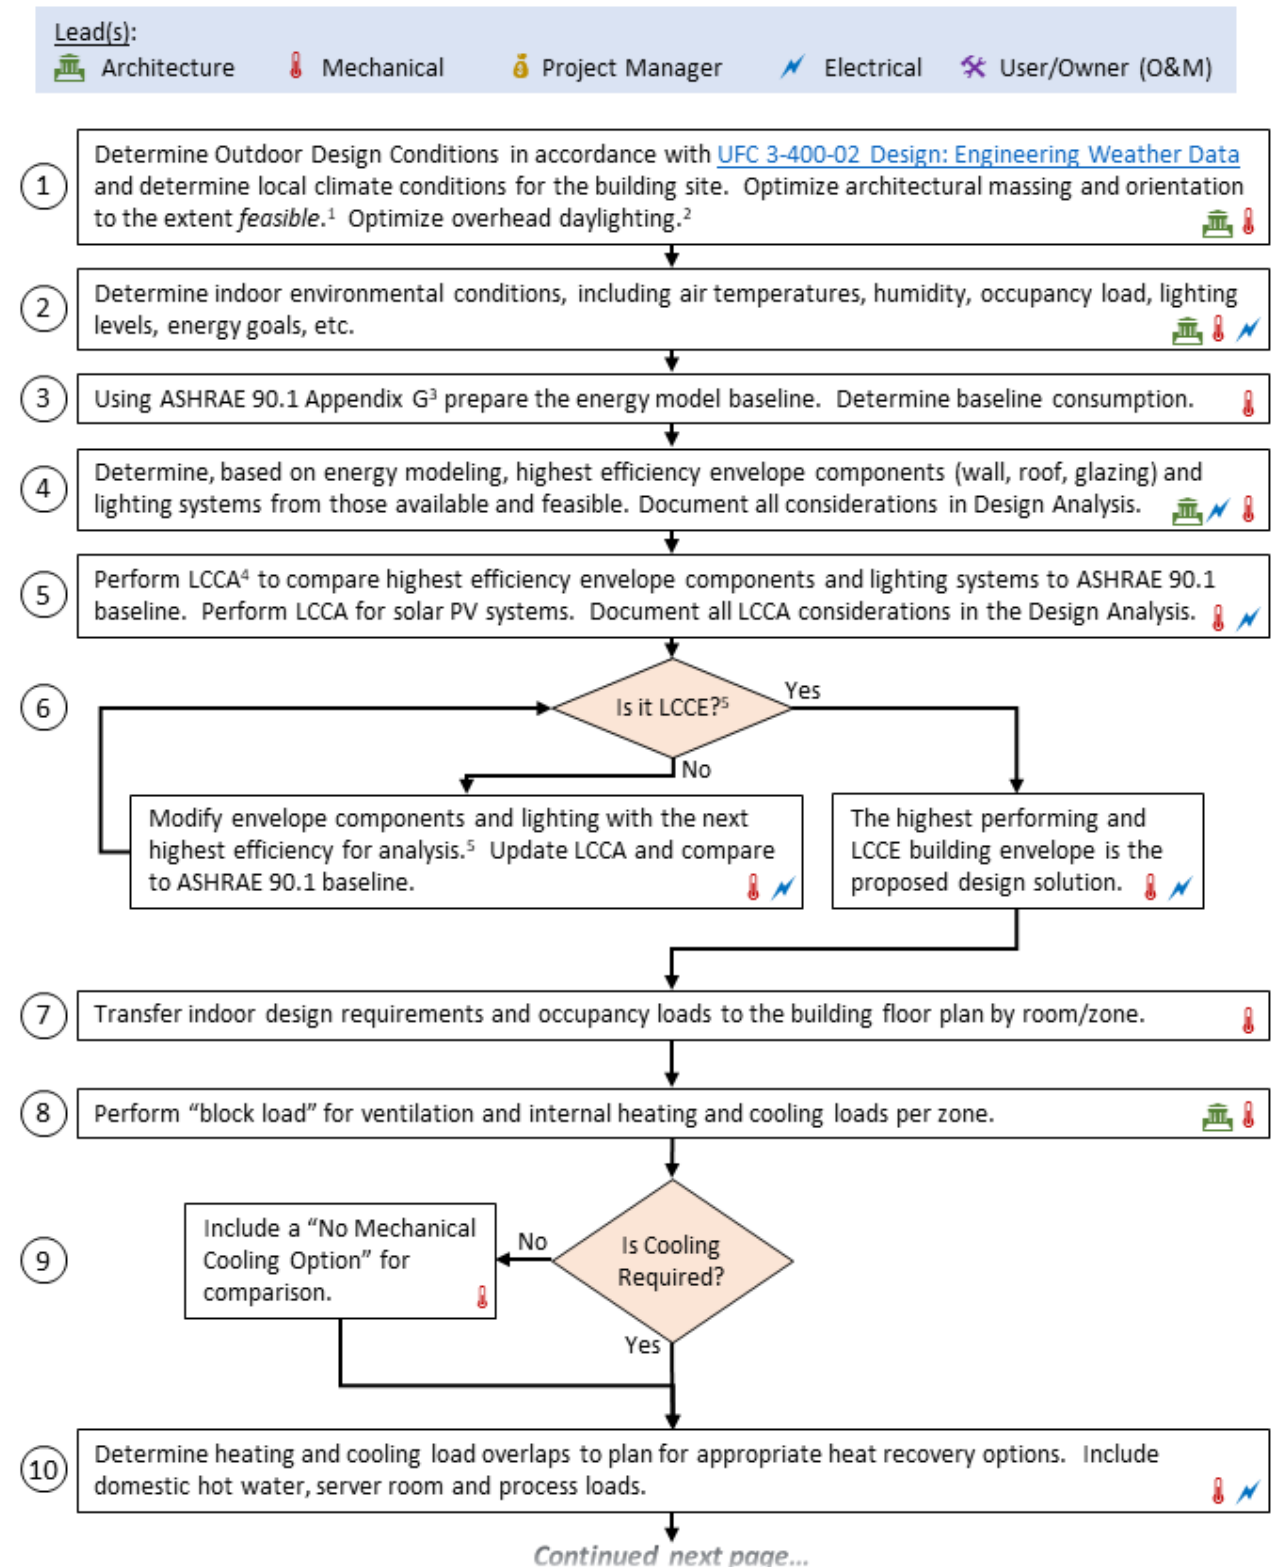 Lead(s):
Architecture Mechanical Project Manager Electrical User/Owner (O&M)
1
Determine Outdoor Design Conditions in accordance with UFC 3-400-02 Design: Engineering Weather Data
and determine local climate conditions for the building site. Optimize architectural massing and orientation
to the extent feasible.¹ Optimize overhead daylighting.²
2
Determine indoor environmental conditions, including air temperatures, humidity, occupancy load, lighting
levels, energy goals, etc.
3
Using ASHRAE 90.1 Appendix G³ prepare the energy model baseline. Determine baseline consumption.
4
Determine, based on energy modeling, highest efficiency envelope components (wall, roof, glazing) and
lighting systems from those available and feasible. Document all considerations in Design Analysis.
5
Perform LCCA⁴ to compare highest efficiency envelope components and lighting systems to ASHRAE 90.1
baseline. Perform LCCA for solar PV systems. Document all LCCA considerations in the Design Analysis.
6
Is it LCCE?⁵
Yes
No
Modify envelope components and lighting with the next
highest efficiency for analysis.⁵ Update LCCA and compare
to ASHRAE 90.1 baseline.
The highest performing and
LCCE building envelope is the
proposed design solution.
7
Transfer indoor design requirements and occupancy loads to the building floor plan by room/zone.
8
Perform “block load” for ventilation and internal heating and cooling loads per zone.
9
Include a “No Mechanical
Cooling Option” for
comparison.
No
Is Cooling
Required?
Yes
10
Determine heating and cooling load overlaps to plan for appropriate heat recovery options. Include
domestic hot water, server room and process loads.
Continued next page...